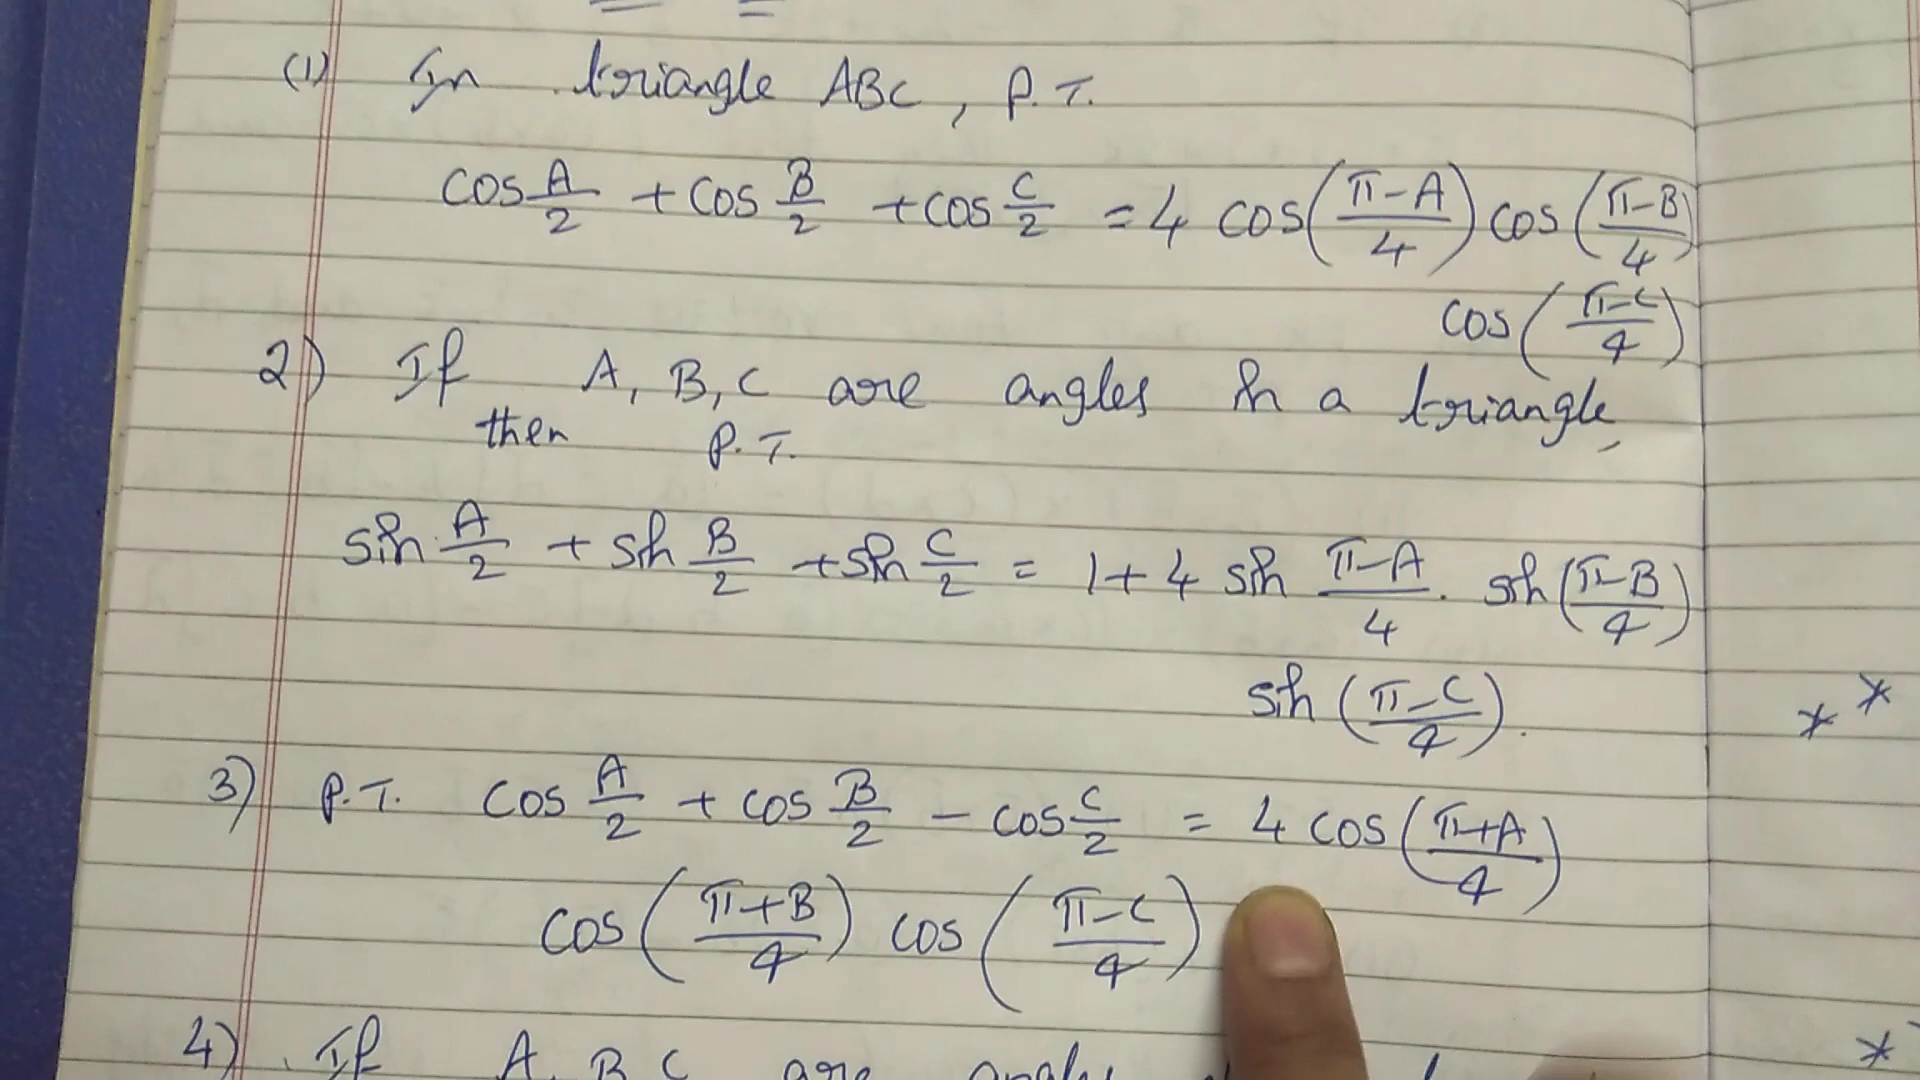 (1) In triangle ABC, P.T.
cos A/2 + cos B/2 + cos C/2 = 4 cos((π-A)/4) cos((π-B)/4)
cos((π-C)/4)
2) If A, B, C are angles in a triangle,
then P.T.
sin A/2 + sin B/2 + sin C/2 = 1 + 4 sin (π-A)/4 . sin((π-B)/4)
sin((π-C)/4).
* *
3) P.T. cos A/2 + cos B/2 - cos C/2 = 4 cos((π+A)/4)
cos((π+B)/4) cos((π-C)/4)
4) If A, B, C are angles
*